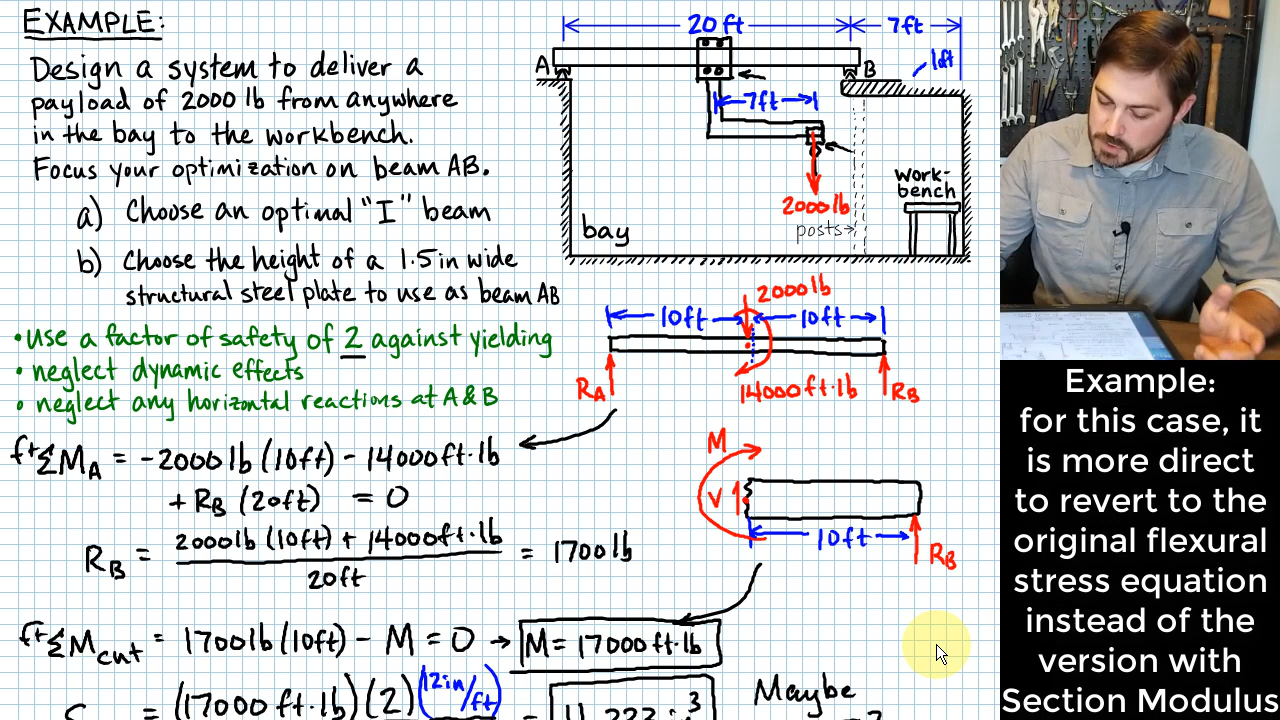 EXAMPLE:
Design a system to deliver a
payload of 2000 lb from anywhere
in the bay to the workbench.
Focus your optimization on beam AB.
a) Choose an optimal "I" beam
b) Choose the height of a 1.5 in wide
structural steel plate to use as beam AB
• use a factor of safety of 2 against yielding
• neglect dynamic effects
• neglect any horizontal reactions at A & B
20 ft
7 ft
A
B
1 ft
7 ft
2000 lb
work-
bench
posts
bay
2000 lb
10 ft
10 ft
R_A
14000 ft·lb
R_B
M
V
10 ft
R_B
ΣM_A = -2000 lb (10 ft) - 14000 ft·lb
+ R_B (20 ft) = 0
R_B = 2000 lb (10 ft) + 14000 ft·lb / 20 ft = 1700 lb
ΣM_cut = 1700 lb (10 ft) - M = 0 → M = 17000 ft·lb
= (17000 ft·lb)(2)(12 in/ft) =
Maybe
Example:
for this case, it
is more direct
to revert to the
original flexural
stress equation
instead of the
version with
Section Modulus